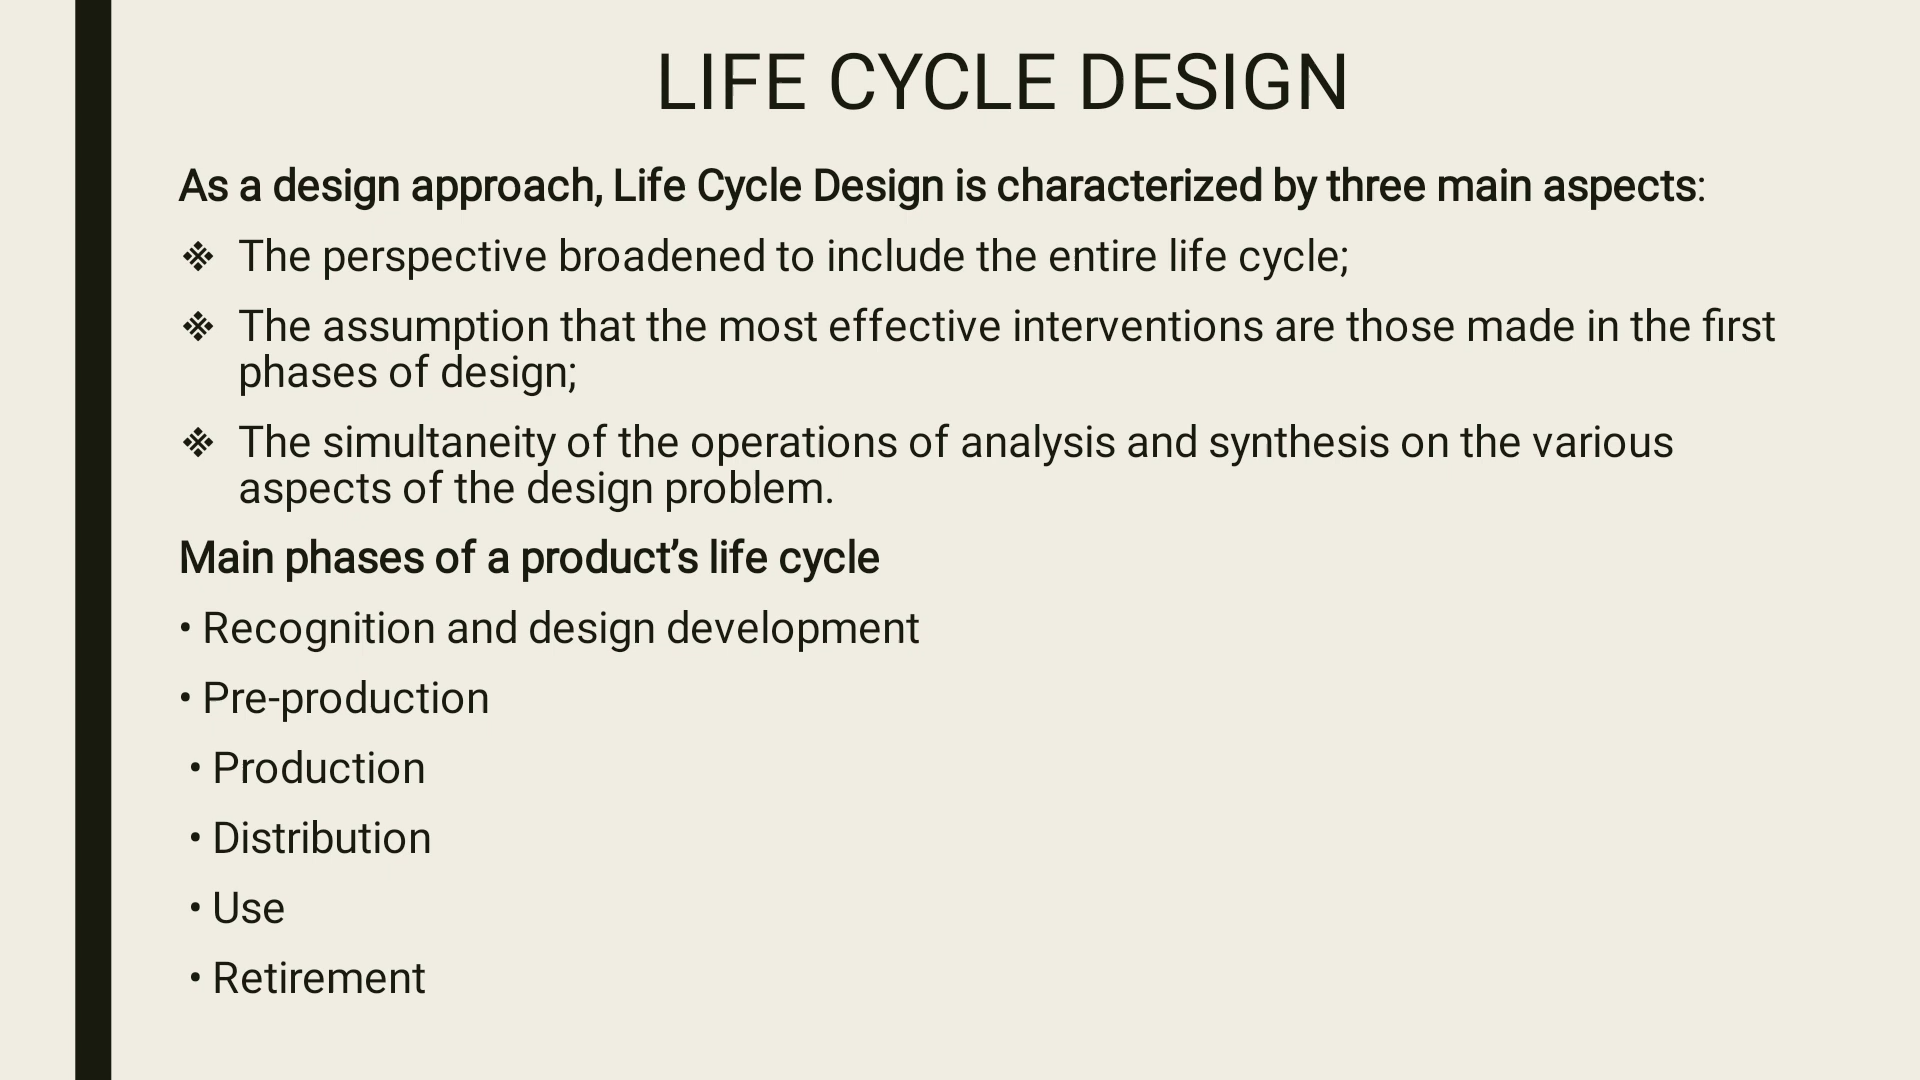 LIFE CYCLE DESIGN
As a design approach, Life Cycle Design is characterized by three main aspects:
❖ The perspective broadened to include the entire life cycle;
❖ The assumption that the most effective interventions are those made in the first
phases of design;
❖ The simultaneity of the operations of analysis and synthesis on the various
aspects of the design problem.
Main phases of a product’s life cycle
• Recognition and design development
• Pre-production
• Production
• Distribution
• Use
• Retirement